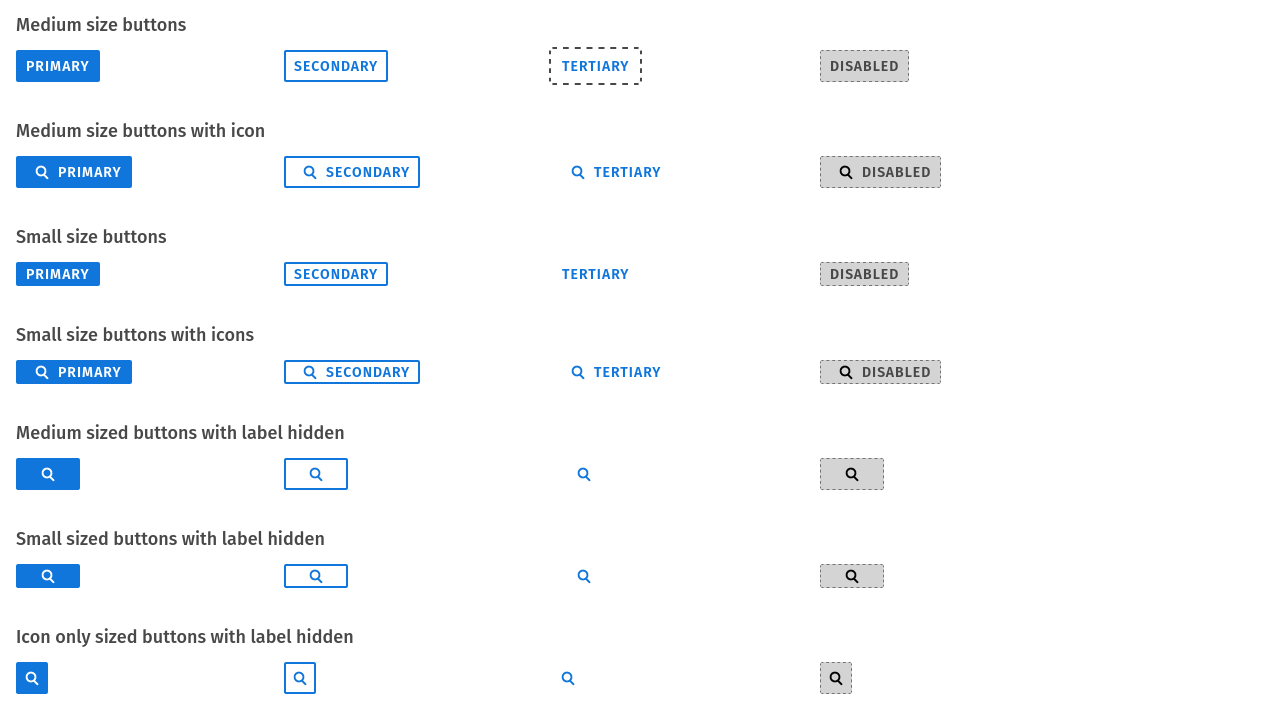 Medium size buttons
PRIMARY SECONDARY TERTIARY DISABLED
Medium size buttons with icon
PRIMARY SECONDARY TERTIARY DISABLED
Small size buttons
PRIMARY SECONDARY TERTIARY DISABLED
Small size buttons with icons
PRIMARY SECONDARY TERTIARY DISABLED
Medium sized buttons with label hidden
Small sized buttons with label hidden
Icon only sized buttons with label hidden